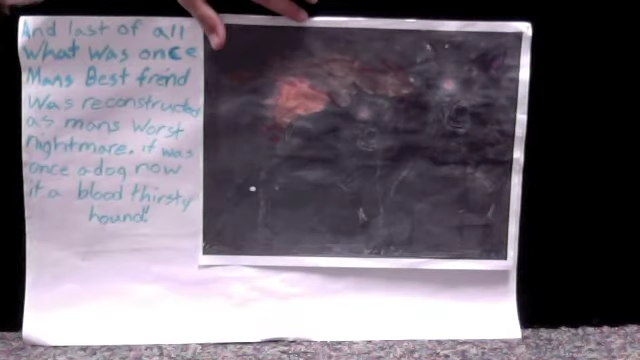 And last of all
What was once
Mans Best freind
Was reconstructed
as mans worst
nightmare. it was
once a dog now
it a blood thirsty
hound!